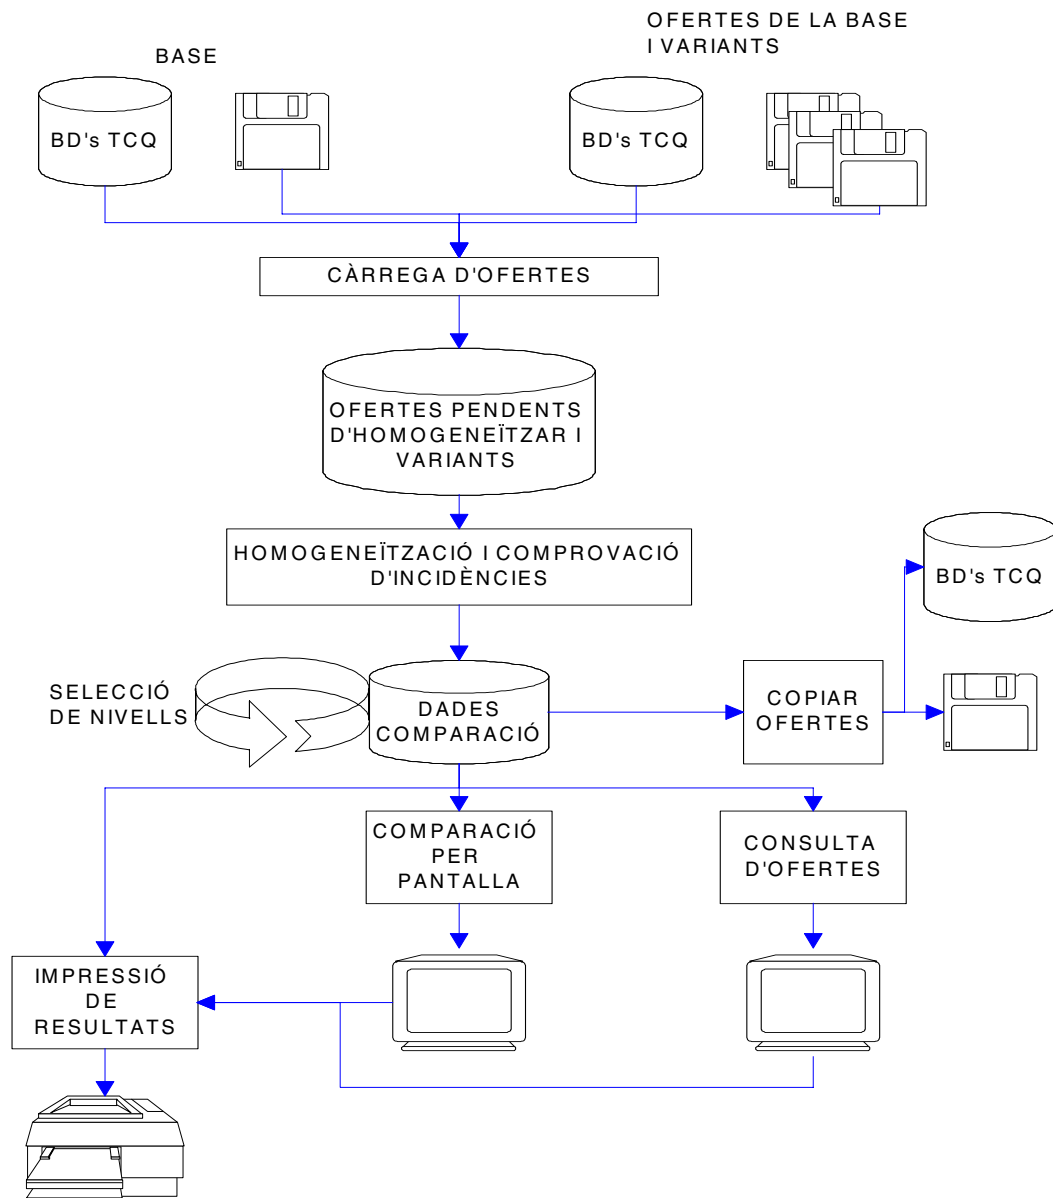 BASE
OFERTES DE LA BASE
I VARIANTS
BD's TCQ
BD's TCQ
CÀRREGA D'OFERTES
OFERTES PENDENTS
D'HOMOGENEÏTZAR I
VARIANTS
HOMOGENEÏTZACIÓ I COMPROVACIÓ
D'INCIDÈNCIES
BD's TCQ
SELECCIÓ
DE NIVELLS
DADES
COMPARACIÓ
COPIAR
OFERTES
COMPARACIÓ
PER
PANTALLA
CONSULTA
D'OFERTES
IMPRESSIÓ
DE
RESULTATS